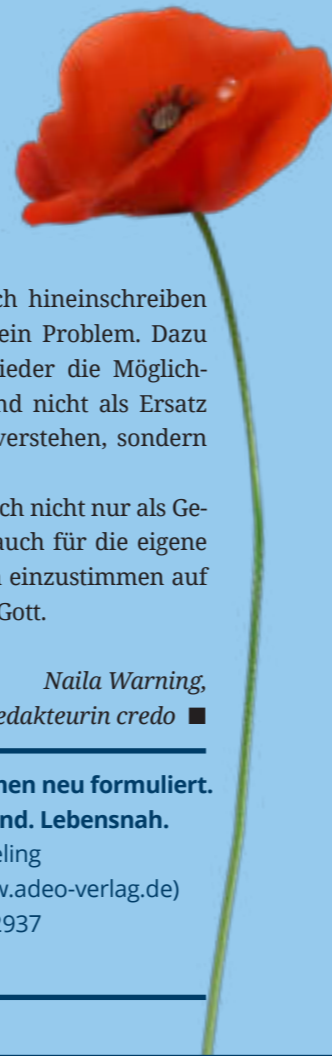 ch hineinschreiben
ein Problem. Dazu
ieder die Möglich-
nd nicht als Ersatz
verstehen, sondern
ch nicht nur als Ge-
auch für die eigene
einzustimmen auf
Gott.
Naila Warning,
edakteurin credo ■
nen neu formuliert.
nd. Lebensnah.
eling
w.adeo-verlag.de)
2937